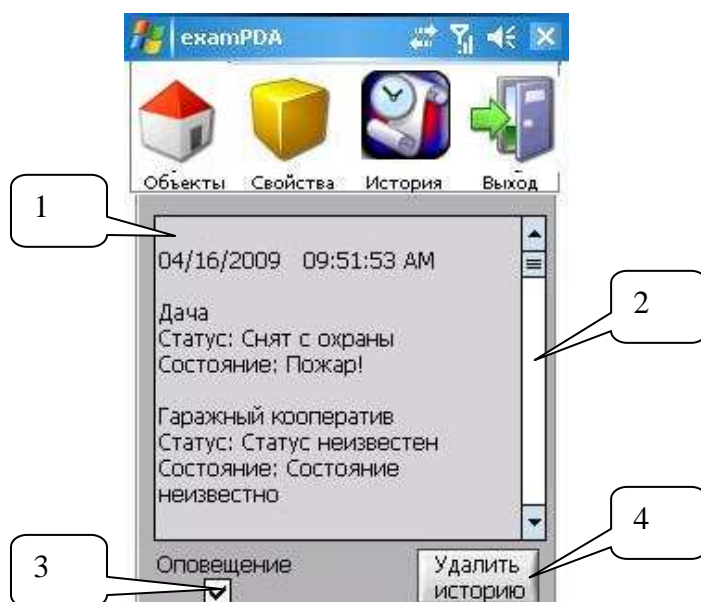 examPDA
Объекты Свойства История Выход
1
04/16/2009 09:51:53 AM
2
Дача
Статус: Снят с охраны
Состояние: Пожар!
Гаражный кооператив
Статус: Статус неизвестен
Состояние: Состояние
неизвестно
4
3
Оповещение
Удалить
историю